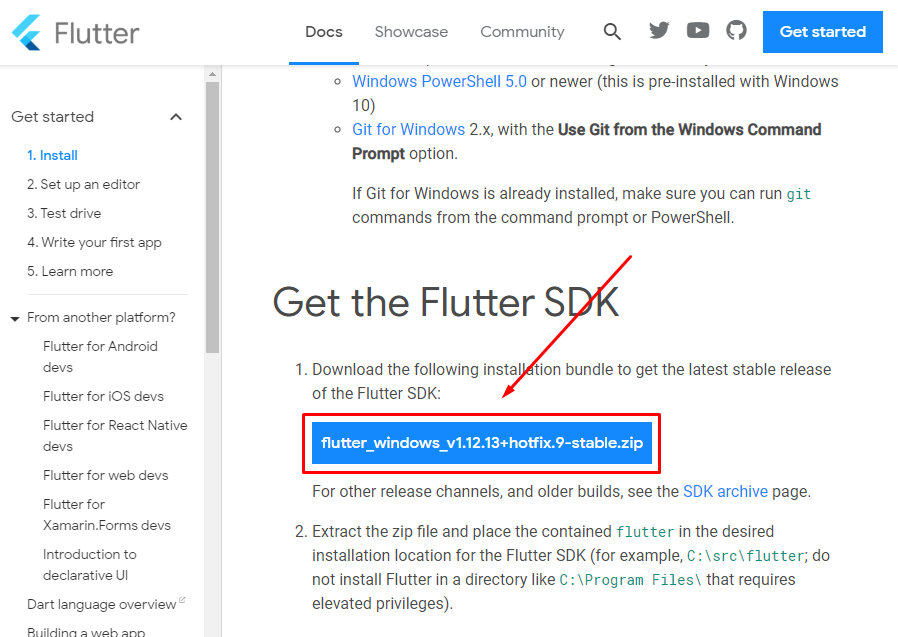 Flutter
Docs
Showcase
Community
Get started
Get started
1. Install
2. Set up an editor
3. Test drive
4. Write your first app
5. Learn more
From another platform?
Flutter for Android
devs
Flutter for iOS devs
Flutter for React Native
devs
Flutter for web devs
Flutter for
Xamarin.Forms devs
Introduction to
declarative UI
Dart language overview
Building a web app
Windows PowerShell 5.0 or newer (this is pre-installed with Windows
10)
Git for Windows 2.x, with the Use Git from the Windows Command
Prompt option.
If Git for Windows is already installed, make sure you can run git
commands from the command prompt or PowerShell.
Get the Flutter SDK
1. Download the following installation bundle to get the latest stable release
of the Flutter SDK:
flutter_windows_v1.12.13+hotfix.9-stable.zip
For other release channels, and older builds, see the SDK archive page.
2. Extract the zip file and place the contained flutter in the desired
installation location for the Flutter SDK (for example, C:\src\flutter; do
not install Flutter in a directory like C:\Program Files\ that requires
elevated privileges).